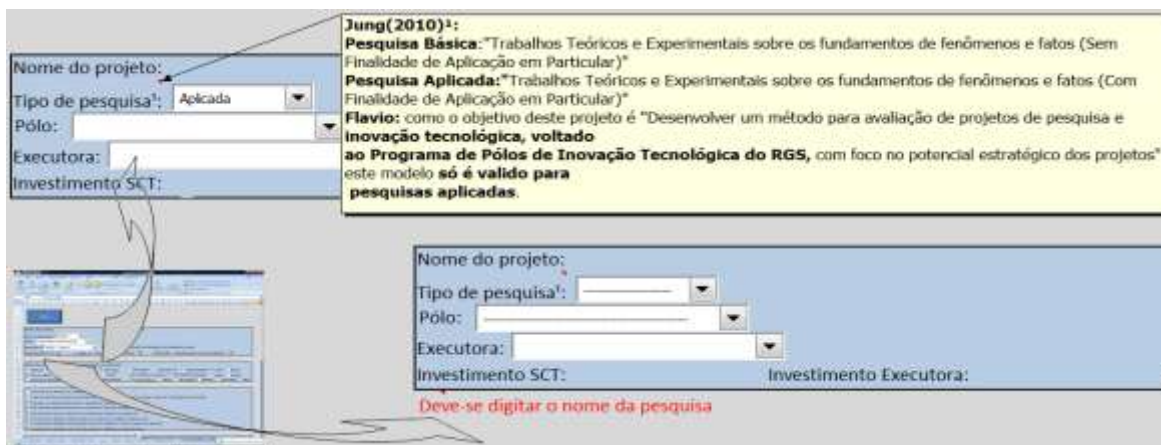 Jung(2010)¹:
Pesquisa Básica:"Trabalhos Teóricos e Experimentais sobre os fundamentos de fenômenos e fatos (Sem
Finalidade de Aplicação em Particular)"
Pesquisa Aplicada:"Trabalhos Teóricos e Experimentais sobre os fundamentos de fenômenos e fatos (Com
Finalidade de Aplicação em Particular)"
Flavio: como o objetivo deste projeto é "Desenvolver um método para avaliação de projetos de pesquisa e
inovação tecnológica, voltado
ao Programa de Pólos de Inovação Tecnológica do RGS, com foco no potencial estratégico dos projetos"
este modelo só é valido para
pesquisas aplicadas.
Nome do projeto:
Tipo de pesquisa¹: Aplicada
Pólo:
Executora:
Investimento SCT:
Nome do projeto:
Tipo de pesquisa¹:
Pólo:
Executora:
Investimento SCT: Investimento Executora:
Deve-se digitar o nome da pesquisa